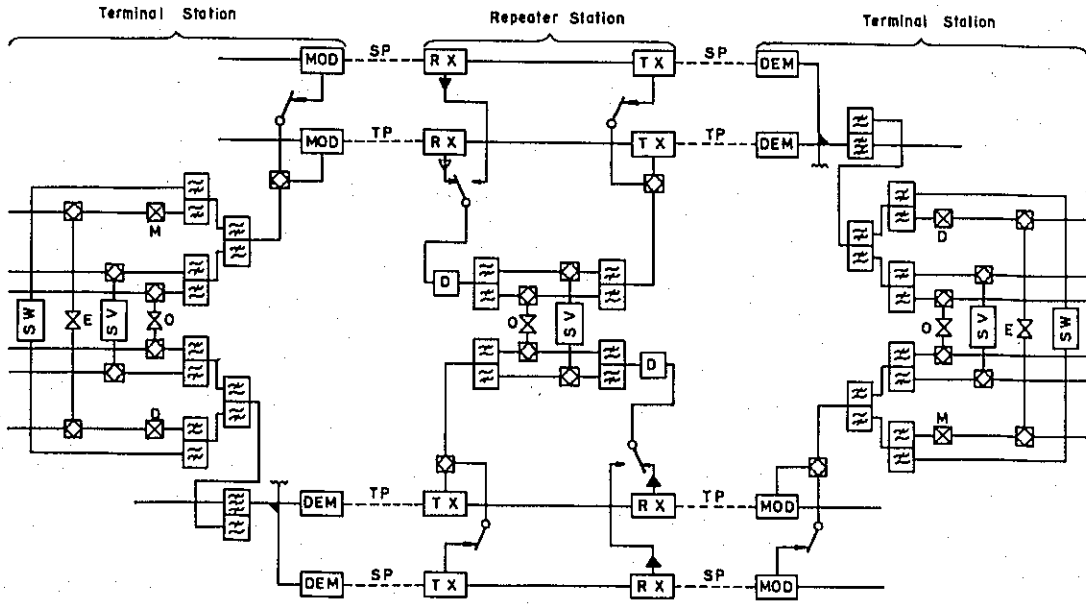 Terminal Station
Repeater Station
Terminal Station
MOD SP RX TX SP DEM
MOD TP RX TX TP DEM
M
D
D
SW E SV O
O SV
O SV E SW
D
D
M
DEM TP TX RX TP MOD
DEM SP TX RX SP MOD